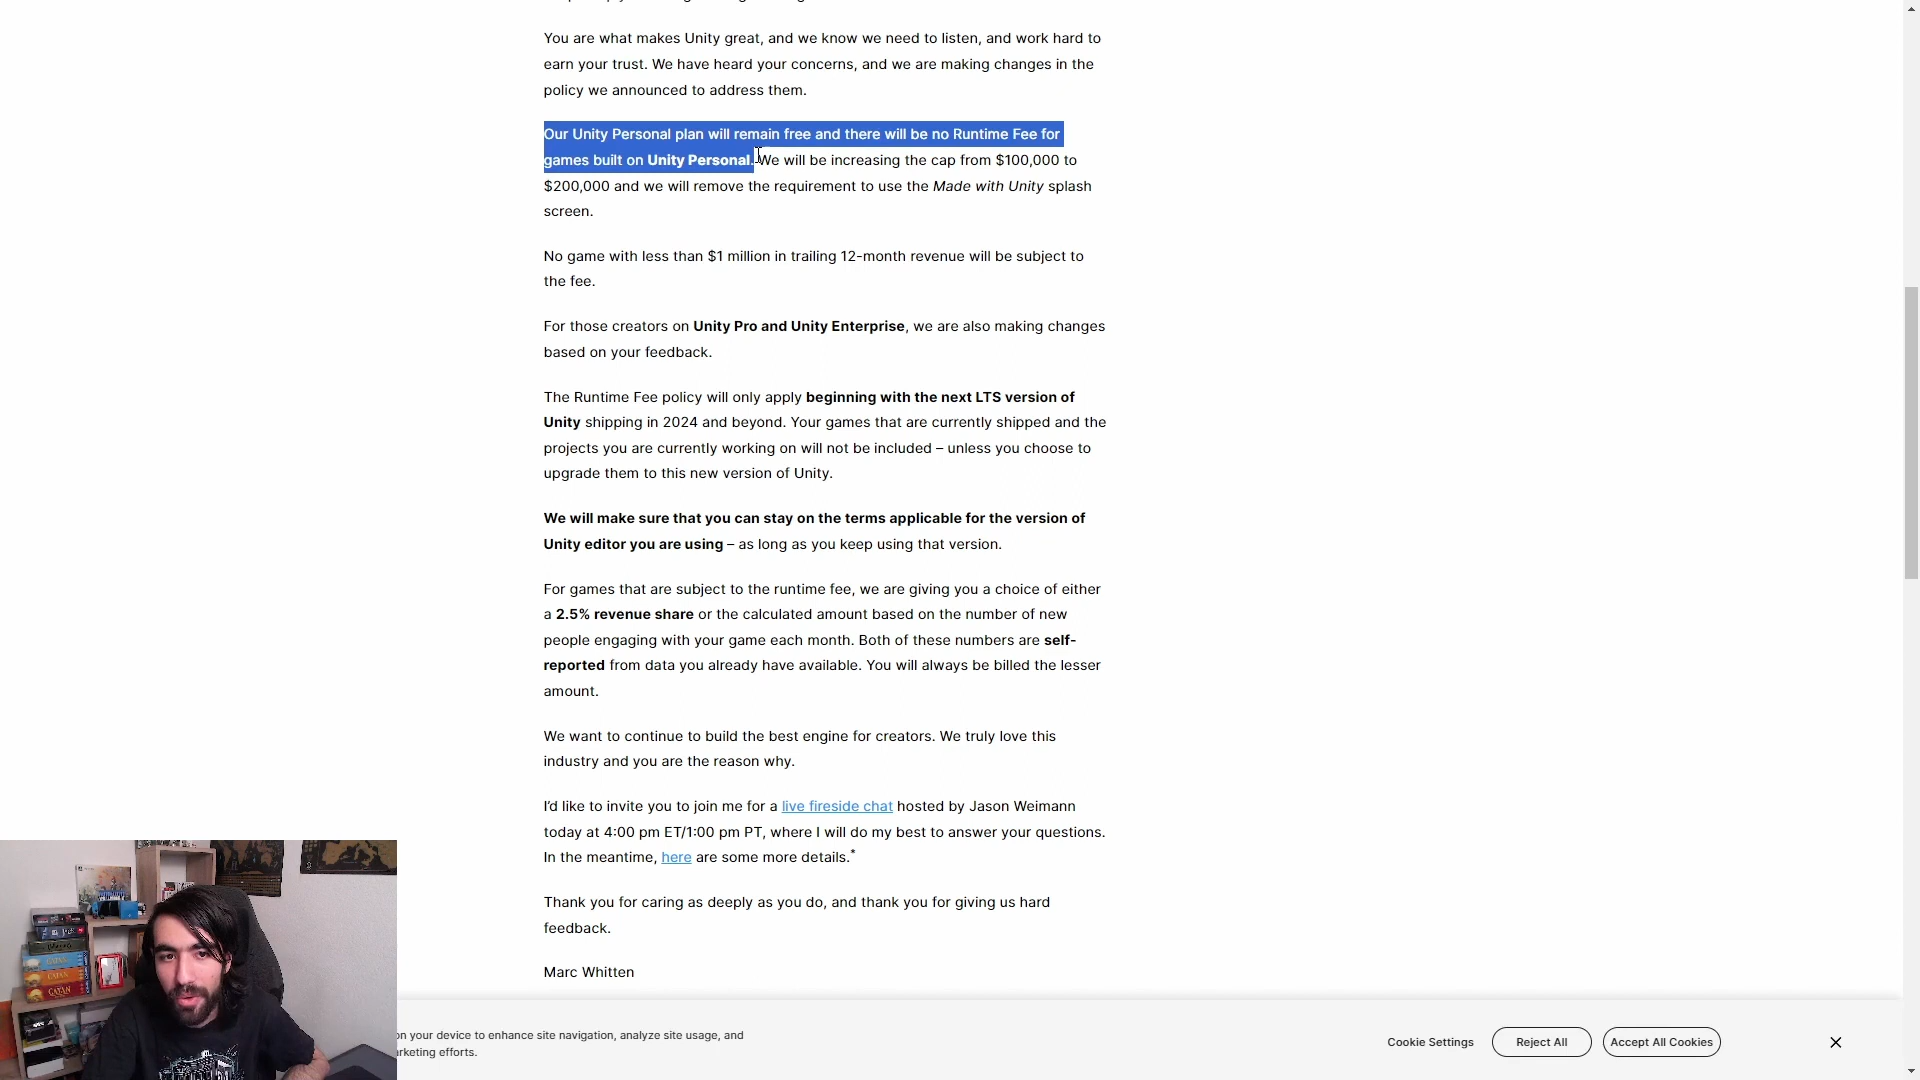 You are what makes Unity great, and we know we need to listen, and work hard to
earn your trust. We have heard your concerns, and we are making changes in the
policy we announced to address them.
Our Unity Personal plan will remain free and there will be no Runtime Fee for
games built on Unity Personal. We will be increasing the cap from $100,000 to
$200,000 and we will remove the requirement to use the Made with Unity splash
screen.
No game with less than $1 million in trailing 12-month revenue will be subject to
the fee.
For those creators on Unity Pro and Unity Enterprise, we are also making changes
based on your feedback.
The Runtime Fee policy will only apply beginning with the next LTS version of
Unity shipping in 2024 and beyond. Your games that are currently shipped and the
projects you are currently working on will not be included – unless you choose to
upgrade them to this new version of Unity.
We will make sure that you can stay on the terms applicable for the version of
Unity editor you are using – as long as you keep using that version.
For games that are subject to the runtime fee, we are giving you a choice of either
a 2.5% revenue share or the calculated amount based on the number of new
people engaging with your game each month. Both of these numbers are self-
reported from data you already have available. You will always be billed the lesser
amount.
We want to continue to build the best engine for creators. We truly love this
industry and you are the reason why.
I'd like to invite you to join me for a live fireside chat hosted by Jason Weimann
today at 4:00 pm ET/1:00 pm PT, where I will do my best to answer your questions.
In the meantime, here are some more details.*
Thank you for caring as deeply as you do, and thank you for giving us hard
feedback.
Marc Whitten
on your device to enhance site navigation, analyze site usage, and
arketing efforts.
Cookie Settings
Reject All
Accept All Cookies
CATAN
CATAN
CATAN